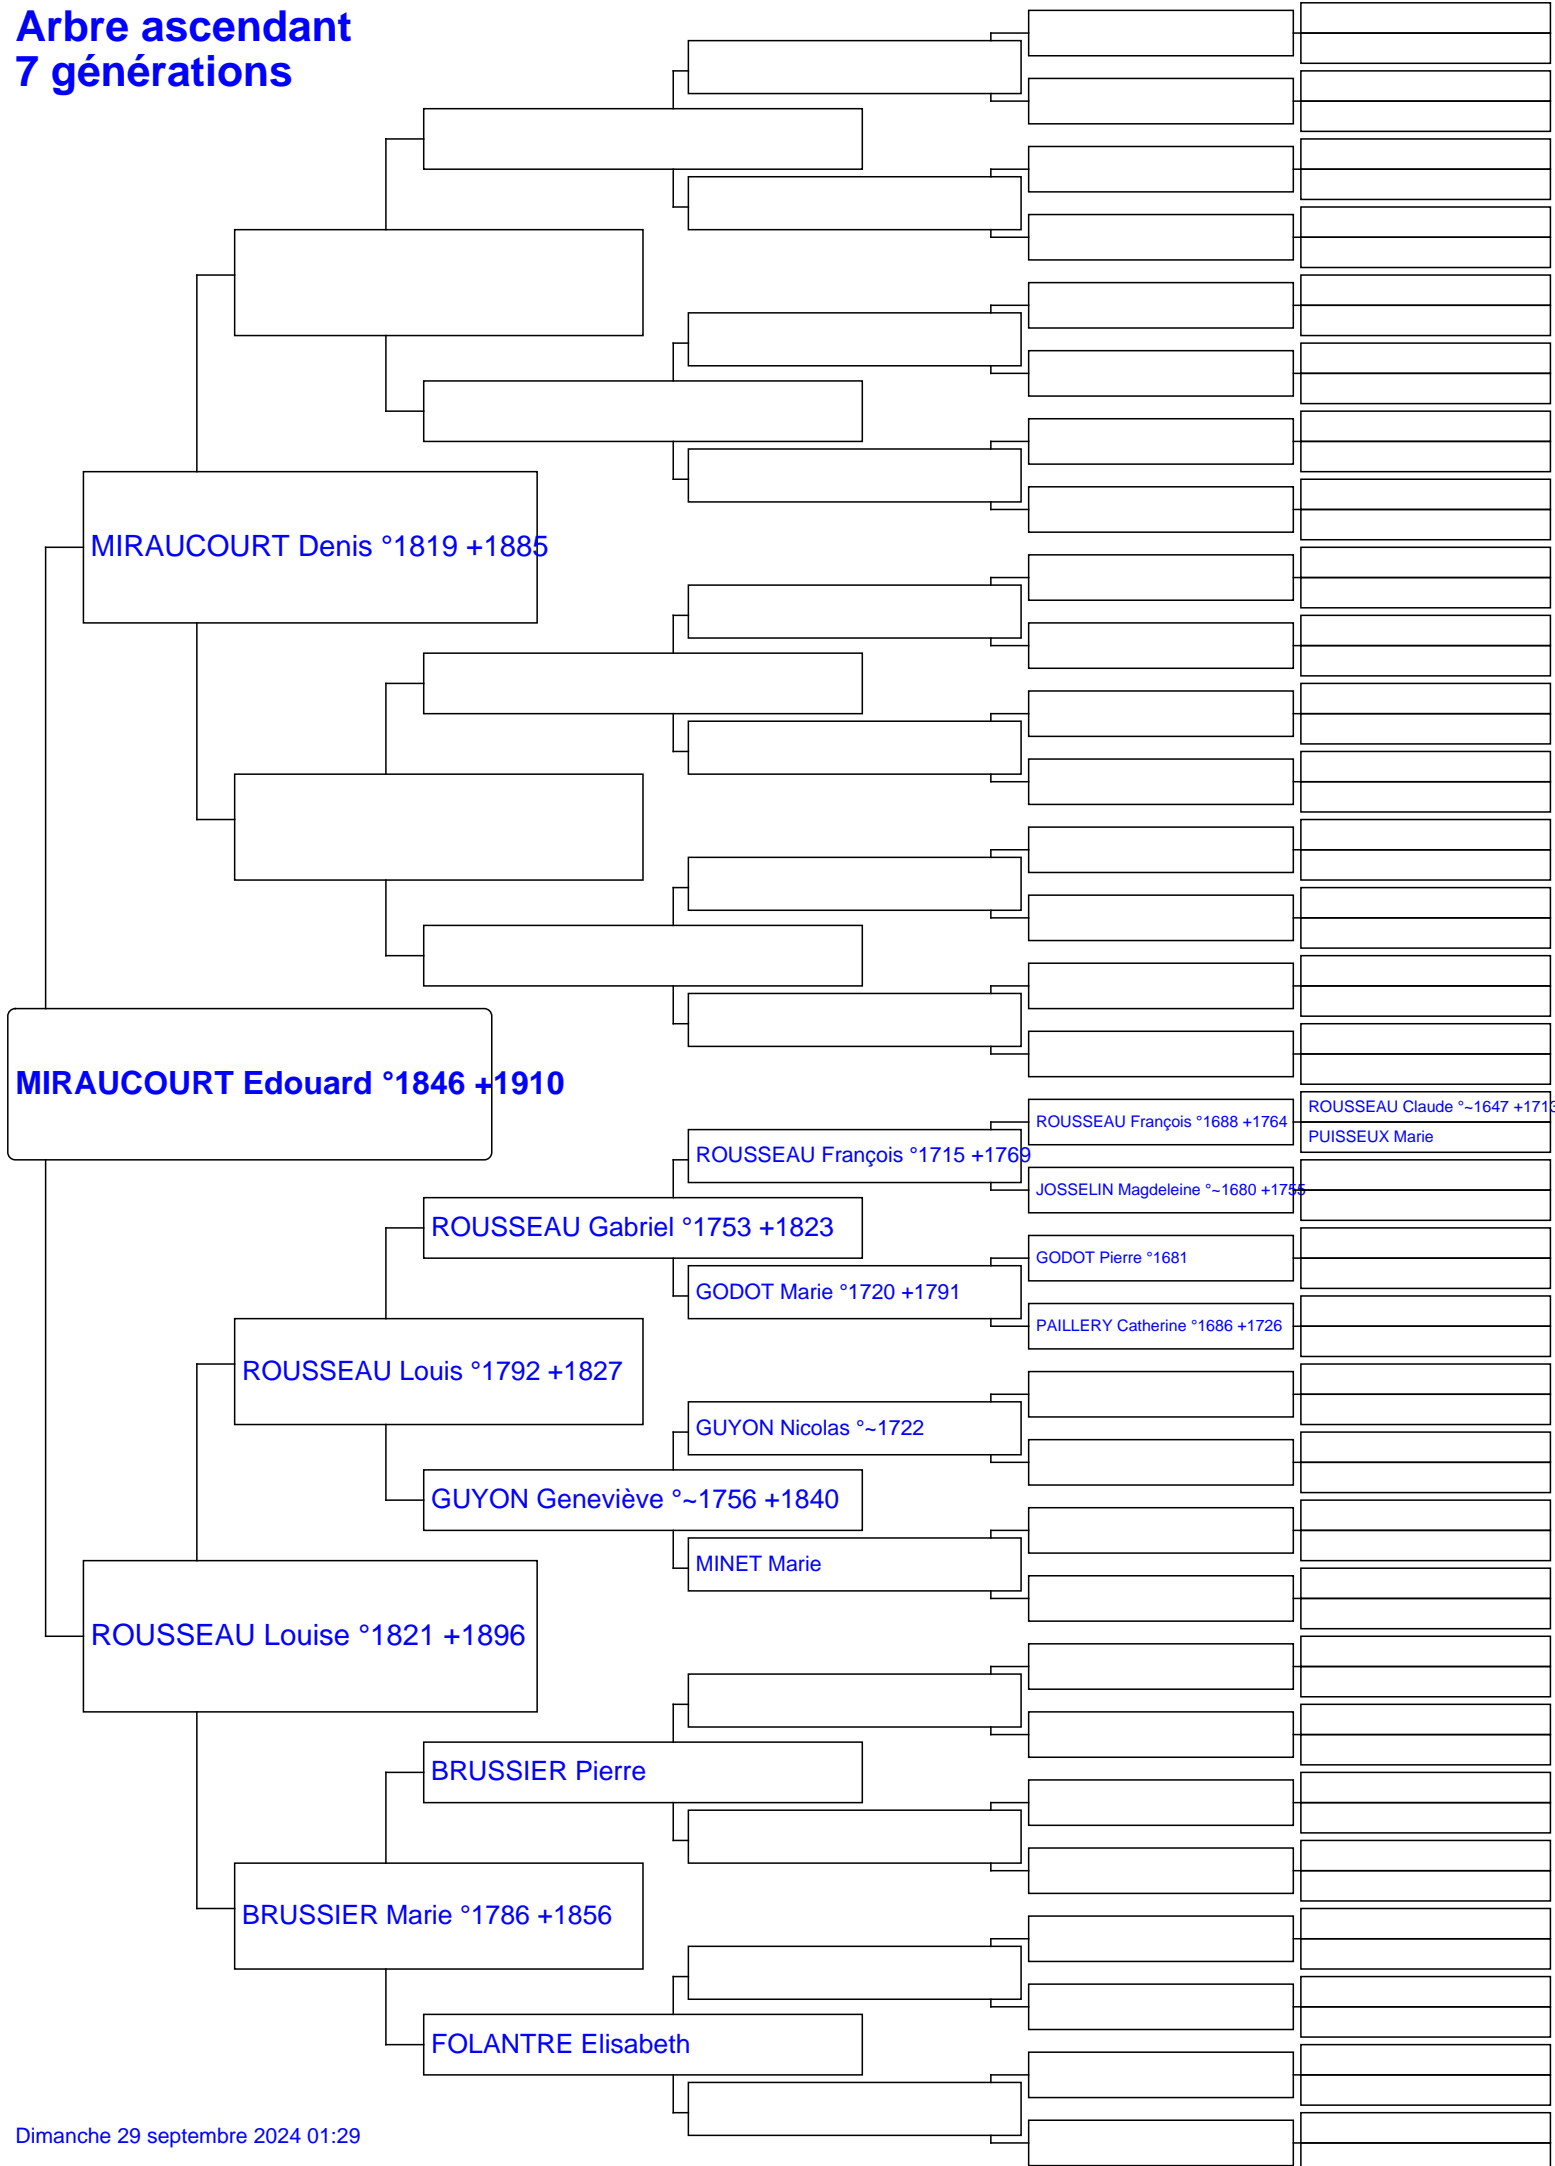 Arbre ascendant
7 générations
MIRAUCOURT Denis °1819 +1885
MIRAUCOURT Edouard °1846 +1910
ROUSSEAU Claude °~1647 +1713
ROUSSEAU François °1688 +1764
PUISSEUX Marie
ROUSSEAU François °1715 +1769
JOSSELIN Magdeleine °~1680 +1755
ROUSSEAU Gabriel °1753 +1823
GODOT Pierre °1681
GODOT Marie °1720 +1791
PAILLERY Catherine °1686 +1726
ROUSSEAU Louis °1792 +1827
GUYON Nicolas °~1722
GUYON Geneviève °~1756 +1840
MINET Marie
ROUSSEAU Louise °1821 +1896
BRUSSIER Pierre
BRUSSIER Marie °1786 +1856
FOLANTRE Elisabeth
Dimanche 29 septembre 2024 01:29